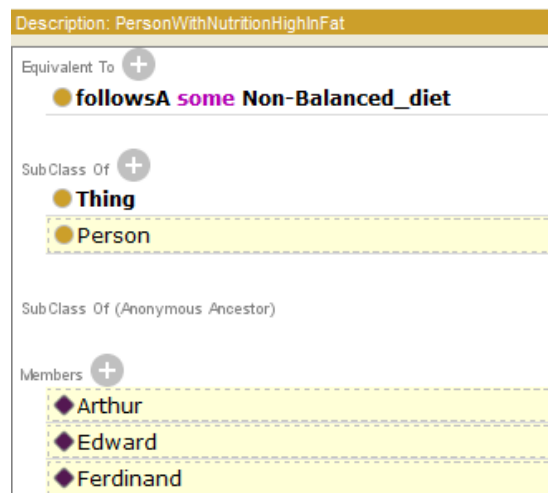 Description: PersonWithNutritionHighInFat
Equivalent To
followsA some Non-Balanced_diet
SubClass Of
Thing
Person
SubClass Of (Anonymous Ancestor)
Members
Arthur
Edward
Ferdinand